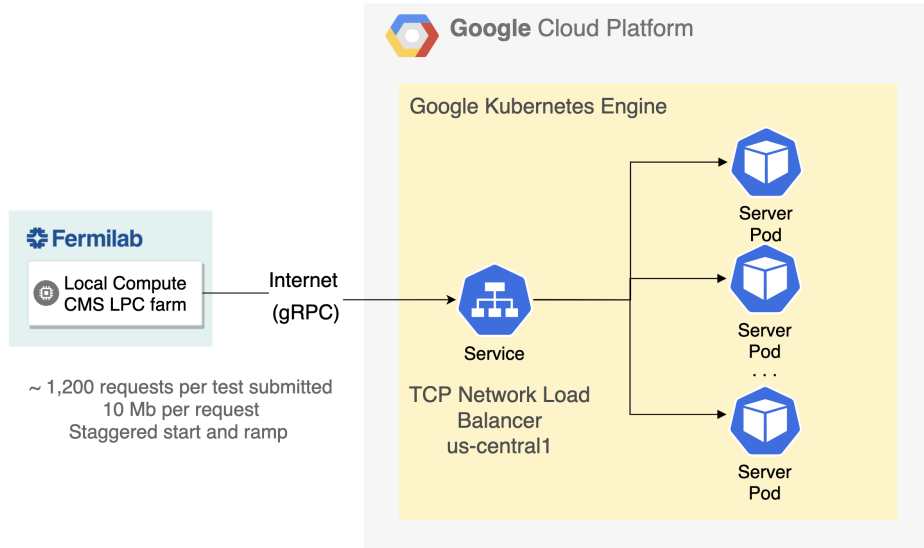 Google Cloud Platform
Google Kubernetes Engine
Fermilab
Local Compute
CMS LPC farm
Internet
(gRPC)
~ 1,200 requests per test submitted
10 Mb per request
Staggered start and ramp
Service
TCP Network Load
Balancer
us-central1
Server
Pod
Server
Pod
. . .
Server
Pod